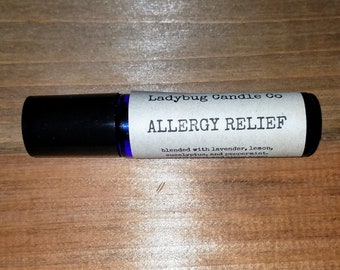 Ladybug Candle Co
ALLERGY RELIEF
blended with lavender, lemon,
eucalyptus, and peppermint.